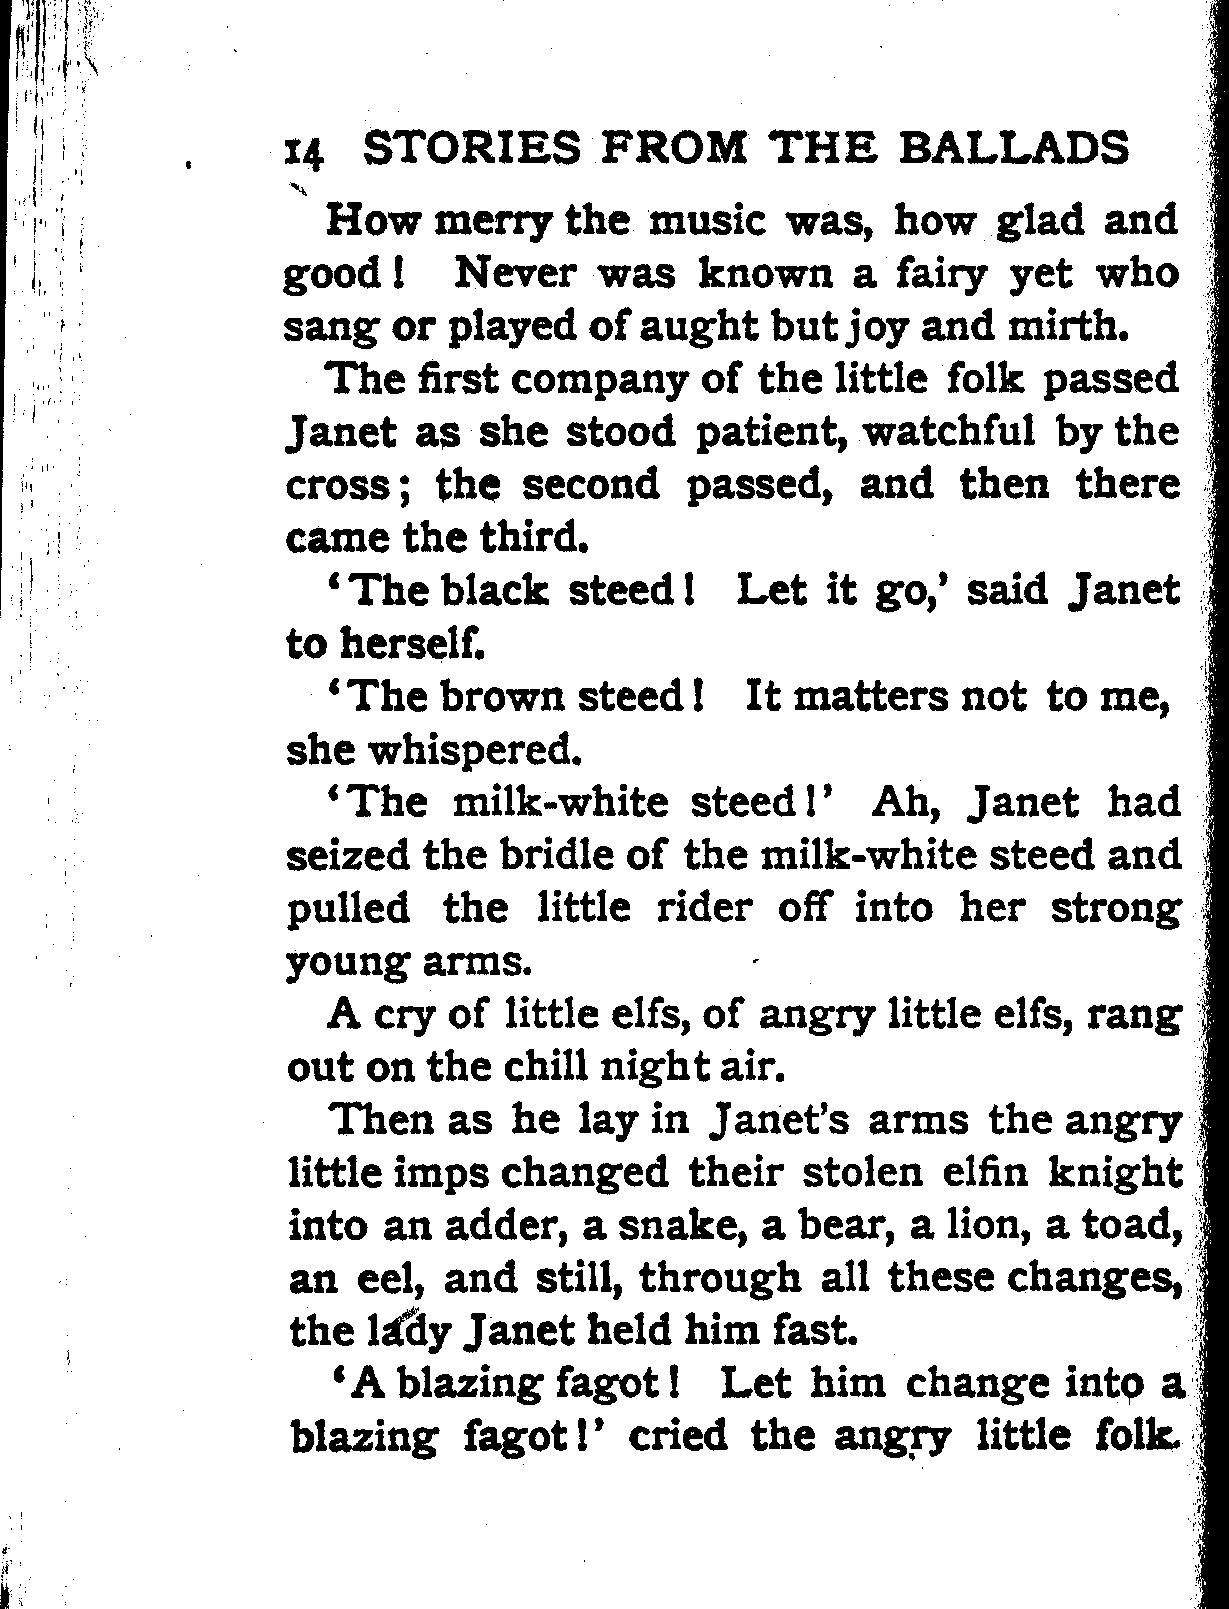 14 STORIES FROM THE BALLADS
How merry the music was, how glad and
good! Never was known a fairy yet who
sang or played of aught but joy and mirth.
The first company of the little folk passed
Janet as she stood patient, watchful by the
cross; the second passed, and then there
came the third.
‘The black steed! Let it go,’ said Janet
to herself.
‘The brown steed! It matters not to me,
she whispered.
‘The milk-white steed!’ Ah, Janet had
seized the bridle of the milk-white steed and
pulled the little rider off into her strong
young arms.
A cry of little elfs, of angry little elfs, rang
out on the chill night air.
Then as he lay in Janet’s arms the angry
little imps changed their stolen elfin knight
into an adder, a snake, a bear, a lion, a toad,
an eel, and still, through all these changes,
the lady Janet held him fast.
‘A blazing fagot! Let him change into a
blazing fagot!’ cried the angry little folk.